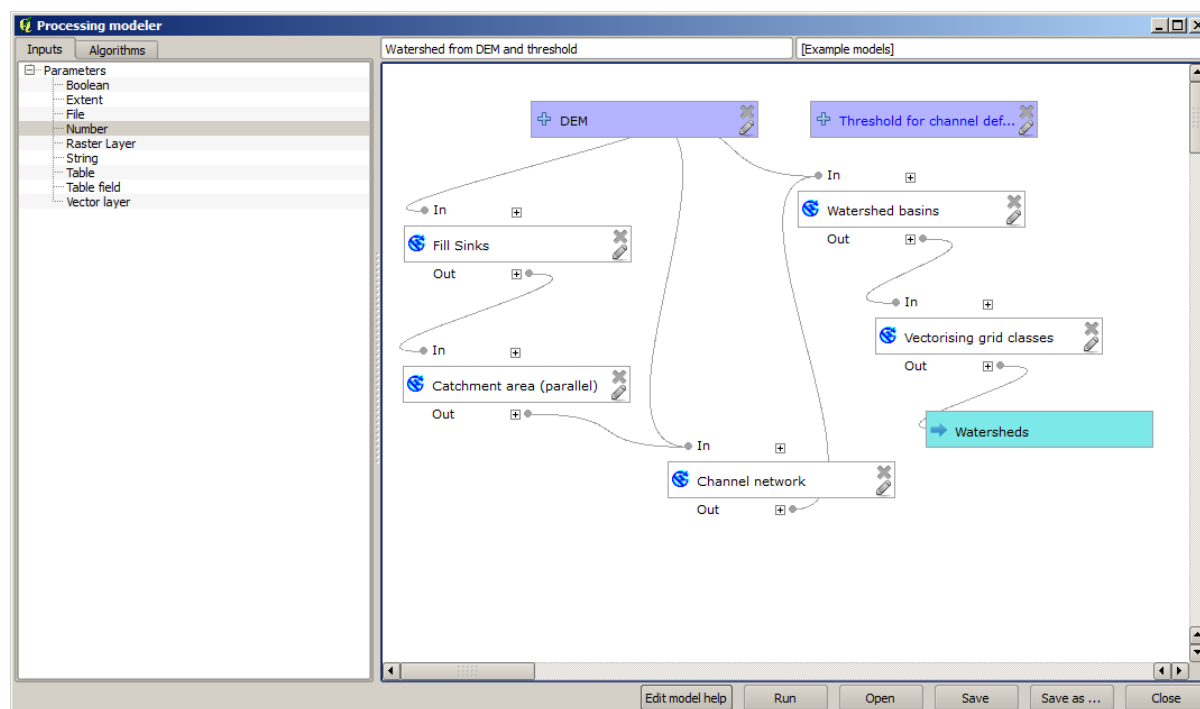 Processing modeler
Inputs
Algorithms
Parameters
Boolean
Extent
File
Number
Raster Layer
String
Table
Table field
Vector layer
Watershed from DEM and threshold
[Example models]
DEM
Threshold for channel def...
In
Watershed basins
Out
In
Fill Sinks
Out
In
Vectorising grid classes
Out
In
Catchment area (parallel)
Out
Watersheds
In
Channel network
Out
Edit model help
Run
Open
Save
Save as ...
Close